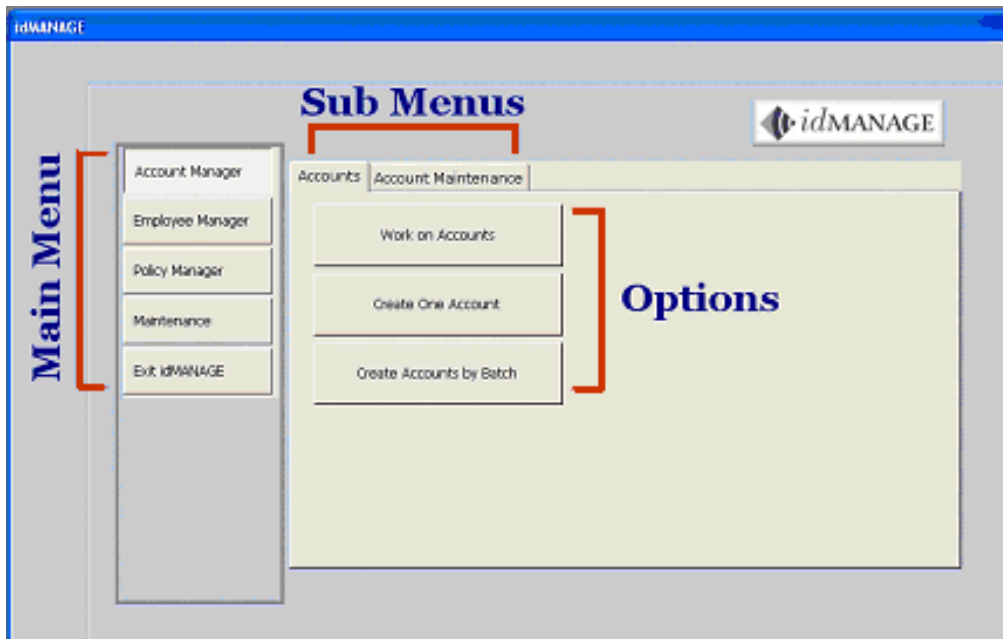 idMANAGE
Sub Menus
idMANAGE
Main Menu
Account Manager
Employee Manager
Policy Manager
Maintenance
Exit idMANAGE
Accounts
Account Maintenance
Work on Accounts
Create One Account
Create Accounts by Batch
Options